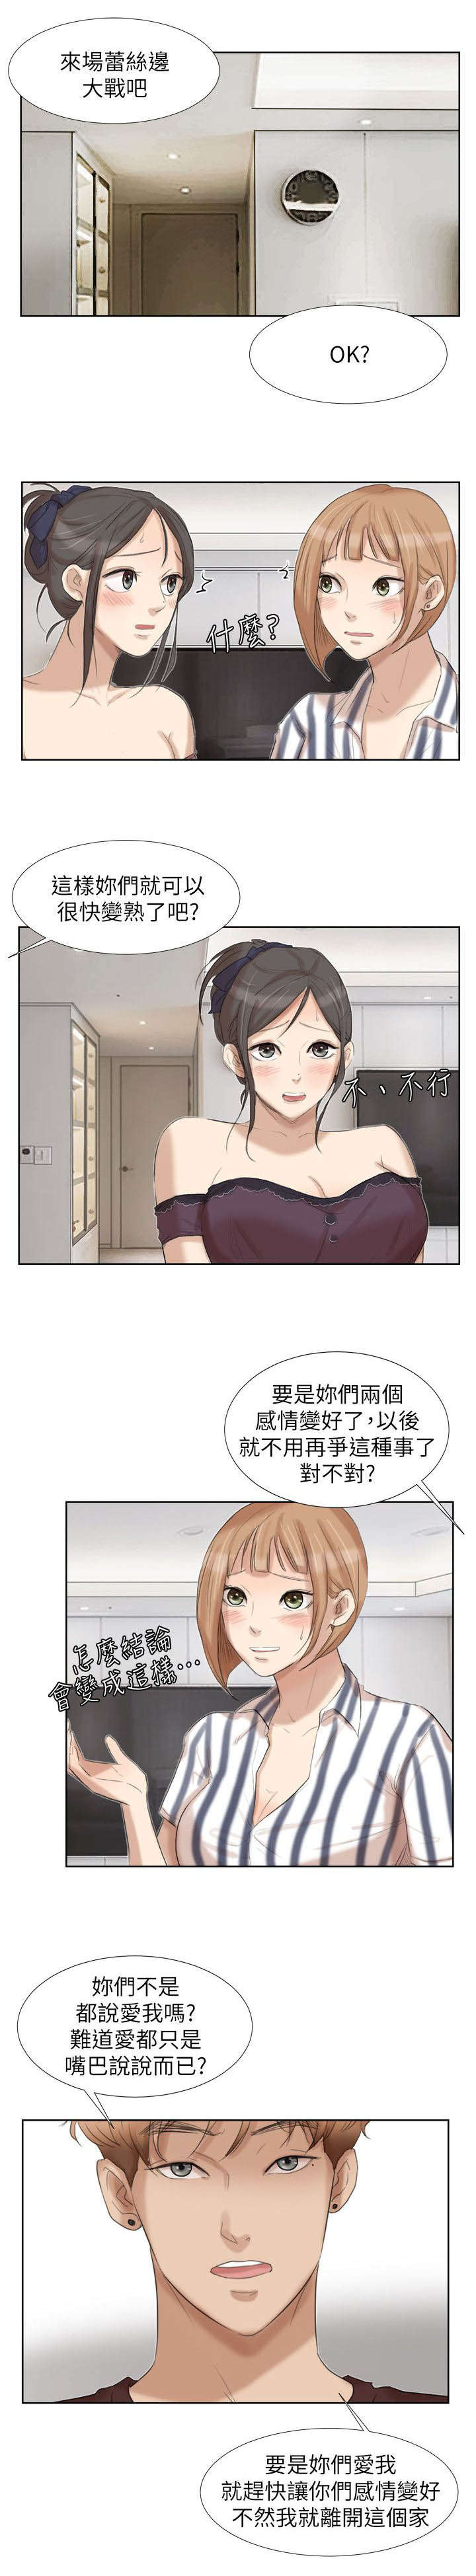 來場蕾絲邊
大戰吧
OK?
什麼?
這樣妳們就可以
很快變熟了吧?
不、不行
要是妳們兩個
感情變好了，以後
就不用再爭這種事了
對不對?
怎麼結論
會變成這樣…
妳們不是
都說愛我嗎?
難道愛都只是
嘴巴說說而已?
要是妳們愛我
就趕快讓你們感情變好
不然我就離開這個家